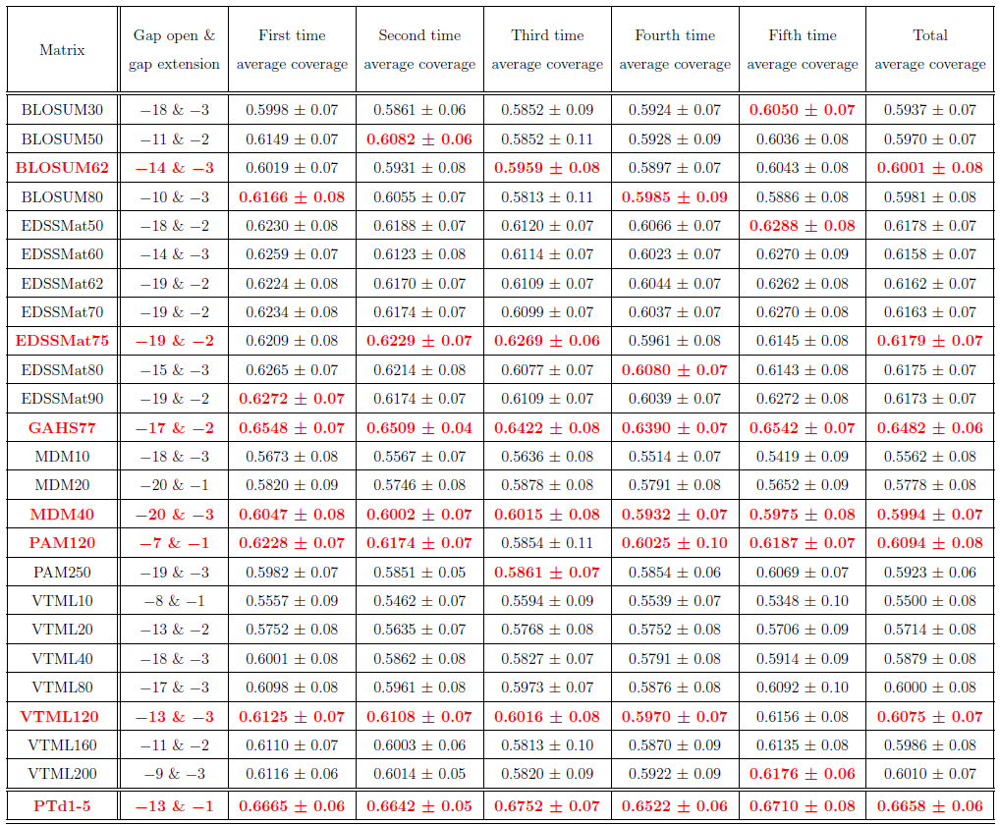 Matrix Gap open & gap extension First time average coverage Second time average coverage Third time average coverage Fourth time average coverage Fifth time average coverage Total average coverage
BLOSUM30 −18 & −3 0.5998 ± 0.07 0.5861 ± 0.06 0.5852 ± 0.09 0.5924 ± 0.07 0.6050 ± 0.07 0.5937 ± 0.07
BLOSUM50 −11 & −2 0.6149 ± 0.07 0.6082 ± 0.06 0.5852 ± 0.11 0.5928 ± 0.09 0.6036 ± 0.08 0.5970 ± 0.07
BLOSUM62 −14 & −3 0.6019 ± 0.07 0.5931 ± 0.08 0.5959 ± 0.08 0.5897 ± 0.07 0.6043 ± 0.08 0.6001 ± 0.08
BLOSUM80 −10 & −3 0.6166 ± 0.08 0.6055 ± 0.07 0.5813 ± 0.11 0.5985 ± 0.09 0.5886 ± 0.08 0.5981 ± 0.08
EDSSMat50 −18 & −2 0.6230 ± 0.08 0.6188 ± 0.07 0.6120 ± 0.07 0.6066 ± 0.07 0.6288 ± 0.08 0.6178 ± 0.07
EDSSMat60 −14 & −3 0.6259 ± 0.07 0.6123 ± 0.08 0.6114 ± 0.07 0.6023 ± 0.07 0.6270 ± 0.09 0.6158 ± 0.07
EDSSMat62 −19 & −2 0.6224 ± 0.08 0.6170 ± 0.07 0.6109 ± 0.07 0.6044 ± 0.07 0.6262 ± 0.08 0.6162 ± 0.07
EDSSMat70 −19 & −2 0.6234 ± 0.08 0.6174 ± 0.07 0.6099 ± 0.07 0.6037 ± 0.07 0.6270 ± 0.08 0.6163 ± 0.07
EDSSMat75 −19 & −2 0.6209 ± 0.08 0.6229 ± 0.07 0.6269 ± 0.06 0.5961 ± 0.08 0.6145 ± 0.08 0.6179 ± 0.07
EDSSMat80 −15 & −3 0.6265 ± 0.07 0.6214 ± 0.08 0.6077 ± 0.07 0.6080 ± 0.07 0.6143 ± 0.08 0.6175 ± 0.07
EDSSMat90 −19 & −2 0.6272 ± 0.07 0.6174 ± 0.07 0.6109 ± 0.07 0.6039 ± 0.07 0.6272 ± 0.08 0.6173 ± 0.07
GAHS77 −17 & −2 0.6548 ± 0.07 0.6509 ± 0.04 0.6422 ± 0.08 0.6390 ± 0.07 0.6542 ± 0.07 0.6482 ± 0.06
MDM10 −18 & −3 0.5673 ± 0.08 0.5567 ± 0.07 0.5636 ± 0.08 0.5514 ± 0.07 0.5419 ± 0.09 0.5562 ± 0.08
MDM20 −20 & −1 0.5820 ± 0.09 0.5746 ± 0.08 0.5878 ± 0.08 0.5791 ± 0.08 0.5652 ± 0.09 0.5778 ± 0.08
MDM40 −20 & −3 0.6047 ± 0.08 0.6002 ± 0.07 0.6015 ± 0.08 0.5932 ± 0.07 0.5975 ± 0.08 0.5994 ± 0.07
PAM120 −7 & −1 0.6228 ± 0.07 0.6174 ± 0.07 0.5854 ± 0.11 0.6025 ± 0.10 0.6187 ± 0.07 0.6094 ± 0.08
PAM250 −19 & −3 0.5982 ± 0.07 0.5851 ± 0.05 0.5861 ± 0.07 0.5854 ± 0.06 0.6069 ± 0.07 0.5923 ± 0.06
VTML10 −8 & −1 0.5557 ± 0.09 0.5462 ± 0.07 0.5594 ± 0.09 0.5539 ± 0.07 0.5348 ± 0.10 0.5500 ± 0.08
VTML20 −13 & −2 0.5752 ± 0.08 0.5635 ± 0.07 0.5768 ± 0.08 0.5752 ± 0.08 0.5706 ± 0.09 0.5714 ± 0.08
VTML40 −18 & −3 0.6001 ± 0.08 0.5862 ± 0.08 0.5827 ± 0.07 0.5791 ± 0.08 0.5914 ± 0.09 0.5879 ± 0.08
VTML80 −17 & −3 0.6098 ± 0.08 0.5961 ± 0.08 0.5973 ± 0.07 0.5876 ± 0.08 0.6092 ± 0.10 0.6000 ± 0.08
VTML120 −13 & −3 0.6125 ± 0.07 0.6108 ± 0.07 0.6016 ± 0.08 0.5970 ± 0.07 0.6156 ± 0.08 0.6075 ± 0.07
VTML160 −11 & −2 0.6110 ± 0.07 0.6003 ± 0.06 0.5813 ± 0.10 0.5870 ± 0.09 0.6135 ± 0.08 0.5986 ± 0.08
VTML200 −9 & −3 0.6116 ± 0.06 0.6014 ± 0.05 0.5820 ± 0.09 0.5922 ± 0.09 0.6176 ± 0.06 0.6010 ± 0.07
PTd1-5 −13 & −1 0.6665 ± 0.06 0.6642 ± 0.05 0.6752 ± 0.07 0.6522 ± 0.06 0.6710 ± 0.08 0.6658 ± 0.06